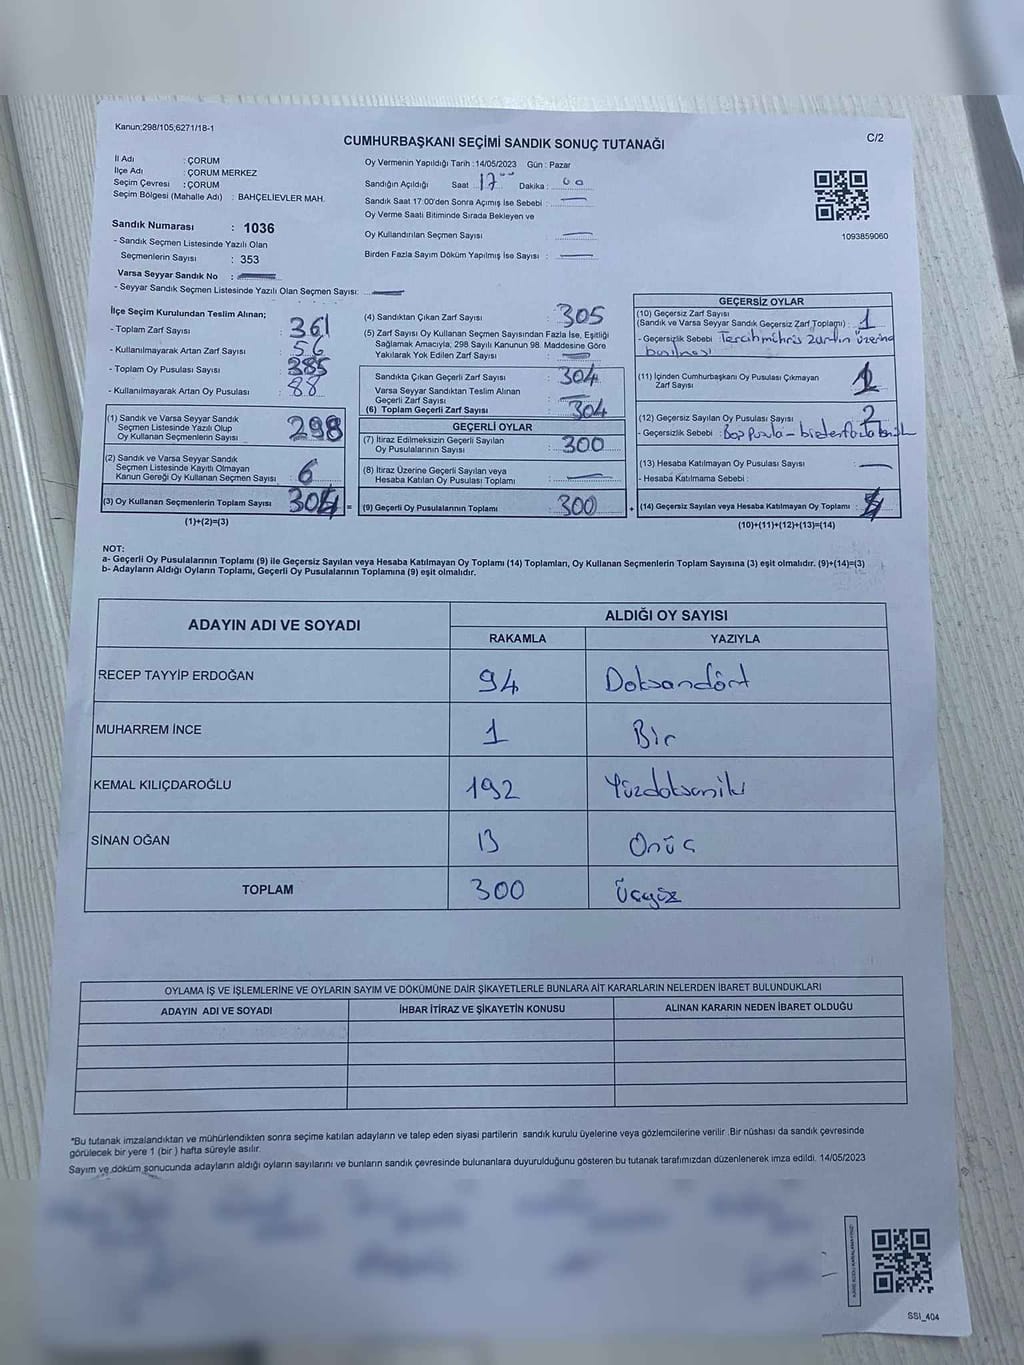 Kanun;298/105;6271/18-1
C/2
CUMHURBAŞKANI SEÇİMİ SANDIK SONUÇ TUTANAĞI
İl Adı : ÇORUM
İlçe Adı : ÇORUM MERKEZ
Seçim Çevresi : ÇORUM
Seçim Bölgesi (Mahalle Adı) : BAHÇELİEVLER MAH.
Sandık Numarası : 1036
- Sandık Seçmen Listesinde Yazılı Olan
Seçmenlerin Sayısı : 353
Varsa Seyyar Sandık No :
- Seyyar Sandık Seçmen Listesinde Yazılı Olan Seçmen Sayısı:
Oy Vermenin Yapıldığı Tarih :14/05/2023 Gün : Pazar
Sandığın Açıldığı Saat 17 00 Dakika : 00
Sandık Saat 17:00'den Sonra Açımış İse Sebebi : —
Oy Verme Saati Bitiminde Sırada Bekleyen ve
Oy Kullandırılan Seçmen Sayısı —
Birden Fazla Sayım Döküm Yapılmış İse Sayısı : —
1093859060
İlçe Seçim Kurulundan Teslim Alınan;
- Toplam Zarf Sayısı : 361
- Kullanılmayarak Artan Zarf Sayısı : 56
- Toplam Oy Pusulası Sayısı : 385
- Kullanılmayarak Artan Oy Pusulası : 88
(1) Sandık ve Varsa Seyyar Sandık
Seçmen Listesinde Yazılı Olup
Oy Kullanan Seçmenlerin Sayısı : 298
(2) Sandık ve Varsa Seyyar Sandık
Seçmen Listesinde Kayıtlı Olmayan
Kanun Gereği Oy Kullanan Seçmen Sayısı : 6
(3) Oy Kullanan Seçmenlerin Toplam Sayısı 304 =
(1)+(2)=(3)
(4) Sandıktan Çıkan Zarf Sayısı : 305
(5) Zarf Sayısı Oy Kullanan Seçmen Sayısından Fazla İse, Eşitliği
Sağlamak Amacıyla, 298 Sayılı Kanunun 98. Maddesine Göre
Yakılarak Yok Edilen Zarf Sayısı : —
Sandıkta Çıkan Geçerli Zarf Sayısı : 304
Varsa Seyyar Sandıktan Teslim Alınan
Geçerli Zarf Sayısı : —
(6) Toplam Geçerli Zarf Sayısı : 304
GEÇERLİ OYLAR
(7) İtiraz Edilmeksizin Geçerli Sayılan
Oy Pusulalarının Sayısı : 300
(8) İtiraz Üzerine Geçerli Sayılan veya
Hesaba Katılan Oy Pusulası Toplamı : —
(9) Geçerli Oy Pusulalarının Toplamı : 300 +
GEÇERSİZ OYLAR
(10) Geçersiz Zarf Sayısı
(Sandık ve Varsa Seyyar Sandık Geçersiz Zarf Toplamı) : 1
- Geçersizlik Sebebi : Tercih mührü zarfın üzerine
basılması
(11) İçinden Cumhurbaşkanı Oy Pusulası Çıkmayan
Zarf Sayısı : 1
(12) Geçersiz Sayılan Oy Pusulası Sayısı : 2
- Geçersizlik Sebebi : Boş Pusula - birden fazla
(13) Hesaba Katılmayan Oy Pusulası Sayısı : —
- Hesaba Katılmama Sebebi :
(14) Geçersiz Sayılan veya Hesaba Katılmayan Oy Toplamı :
(10)+(11)+(12)+(13)=(14)
NOT:
a- Geçerli Oy Pusulalarının Toplamı (9) ile Geçersiz Sayılan veya Hesaba Katılmayan Oy Toplamı (14) Toplamları, Oy Kullanan Seçmenlerin Toplam Sayısına (3) eşit olmalıdır. (9)+(14)=(3)
b- Adayların Aldığı Oyların Toplamı, Geçerli Oy Pusulalarının Toplamına (9) eşit olmalıdır.
ADAYIN ADI VE SOYADI
ALDIĞI OY SAYISI
RAKAMLA YAZIYLA
RECEP TAYYİP ERDOĞAN 94 Doksandört
MUHARREM İNCE 1 Bir
KEMAL KILIÇDAROĞLU 192 Yüzdoksaniki
SİNAN OĞAN 13 Onüç
TOPLAM 300 Üçyüz
OYLAMA İŞ VE İŞLEMLERİNE VE OYLARIN SAYIM VE DÖKÜMÜNE DAİR ŞİKAYETLERLE BUNLARA AİT KARARLARIN NELERDEN İBARET BULUNDUKLARI
ADAYIN ADI VE SOYADI İHBAR İTİRAZ VE ŞİKAYETİN KONUSU ALINAN KARARIN NEDEN İBARET OLDUĞU
*Bu tutanak imzalandıktan ve mühürlendikten sonra seçime katılan adayların ve talep eden siyasi partilerin sandık kurulu üyelerine veya gözlemcilerine verilir .Bir nüshası da sandık çevresinde
görülecek bir yere 1 (bir ) hafta süreyle asılır.
Sayım ve döküm sonucunda adayların aldığı oyların sayılarını ve bunların sandık çevresinde bulunanlara duyurulduğunu gösteren bu tutanak tarafımızdan düzenlenerek imza edildi. 14/05/2023
SSI_404